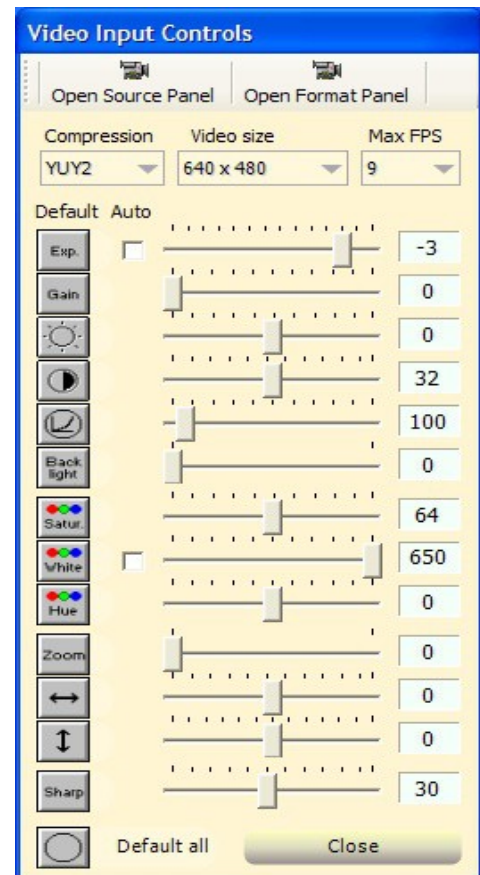 Video Input Controls
Open Source Panel Open Format Panel
Compression Video size Max FPS
YUY2 640 x 480 9
Default Auto
Exp. -3
Gain 0
0
32
100
Back light 0
Satur. 64
White 650
Hue 0
Zoom 0
0
0
Sharp 30
Default all Close